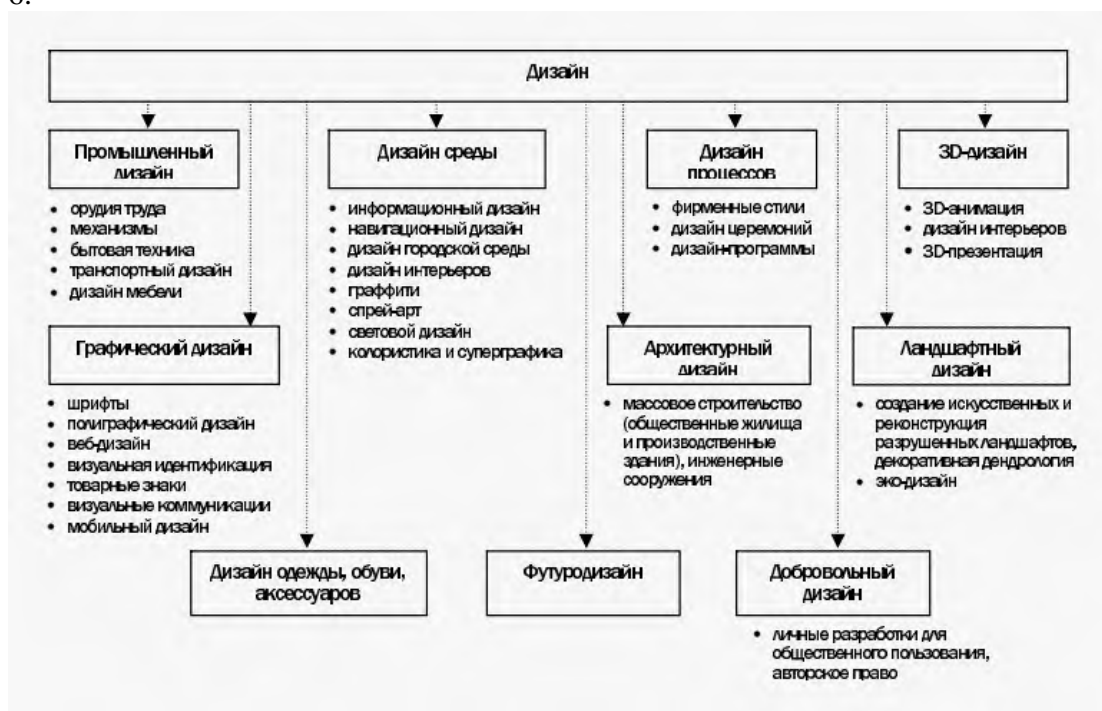 6.
Дизайн
Промышленный
дизайн
• орудия труда
• механизмы
• бытовая техника
• транспортный дизайн
• дизайн мебели
Дизайн среды
• информационный дизайн
• навигационный дизайн
• дизайн городской среды
• дизайн интерьеров
• граффити
• спрей-арт
• световой дизайн
• колористика и суперграфика
Дизайн
процессов
• фирменные стили
• дизайн церемоний
• дизайн-программы
3D-дизайн
• 3D-анимация
• дизайн интерьеров
• 3D-презентация
Графический дизайн
• шрифты
• полиграфический дизайн
• веб-дизайн
• визуальная идентификация
• товарные знаки
• визуальные коммуникации
• мобильный дизайн
Архитектурный
дизайн
• массовое строительство
(общественные жилища
и производственные
здания), инженерные
сооружения
Ландшафтный
дизайн
• создание искусственных и
реконструкция
разрушенных ландшафтов,
декоративная дендрология
• эко-дизайн
Дизайн одежды, обуви,
аксессуаров
Футуродизайн
Добровольный
дизайн
• личные разработки для
общественного пользования,
авторское право